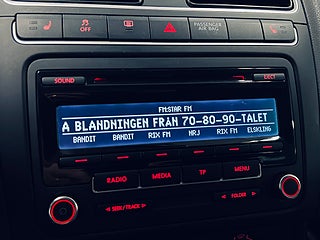 OFF
PASSENGER
AIR BAG
SOUND
EJECT
FM:STAR FM
A BLANDNINGEN FRÅN 70-80-90-TALET
BANDIT BANDIT RIX FM NRJ RIX FM ELSKLING
RADIO MEDIA TP MENU
SEEK/TRACK FOLDER